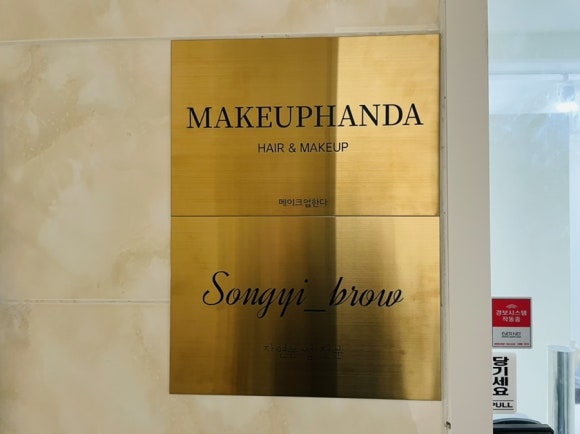 MAKEUPHANDA
HAIR & MAKEUP
메이크업한다
Songyi_brow
경보시스템
작동중
당기세요
PULL